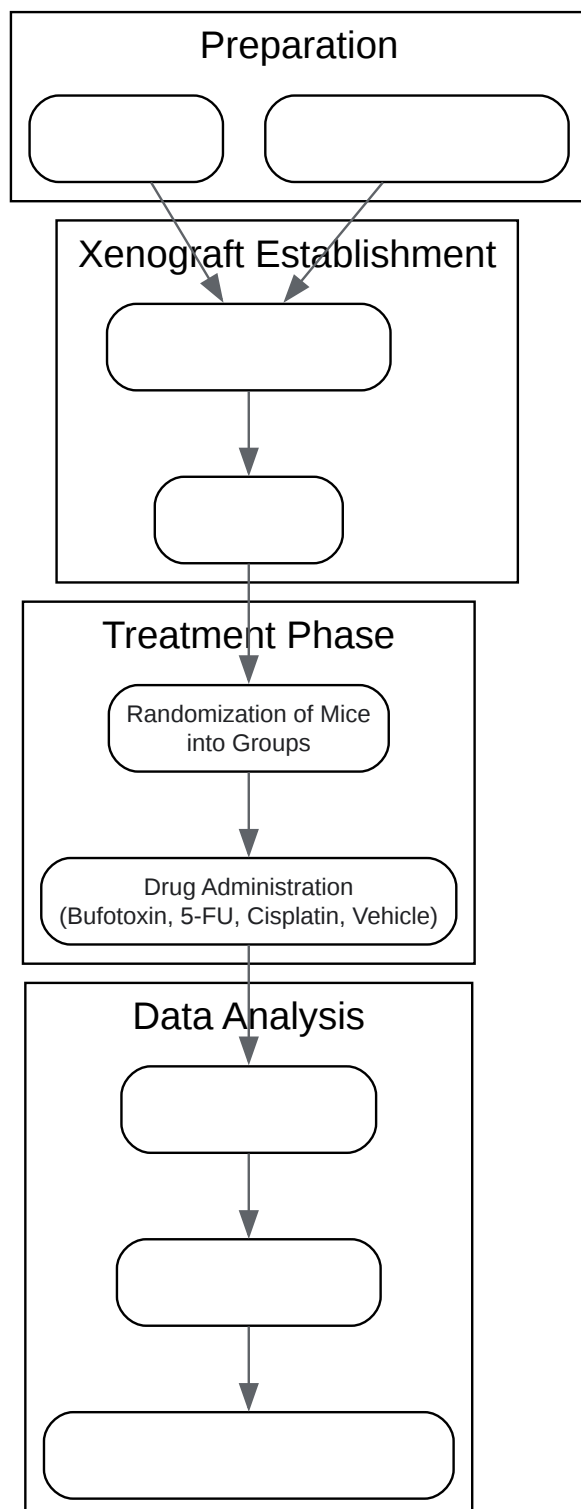 Preparation
Xenograft Establishment
Treatment Phase
Randomization of Mice
into Groups
Drug Administration
(Bufotoxin, 5-FU, Cisplatin, Vehicle)
Data Analysis